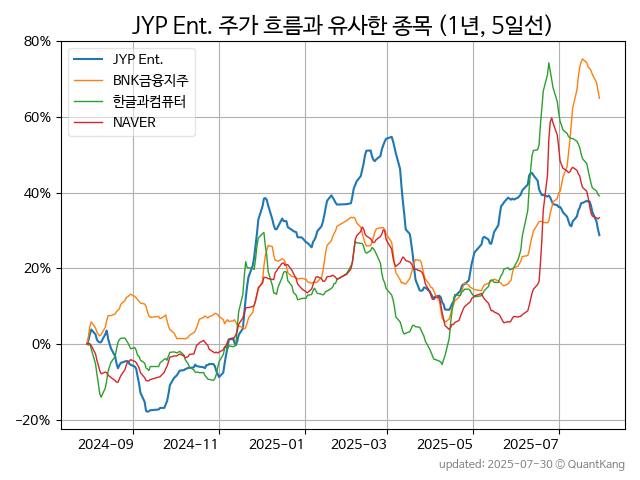 JYP Ent. 주가 흐름과 유사한 종목 (1년, 5일선)
80%
60%
40%
20%
0%
−20%
JYP Ent.
BNK금융지주
한글과컴퓨터
NAVER
2024-09
2024-11
2025-01
2025-03
2025-05
2025-07
updated: 2025-07-30 © QuantKang